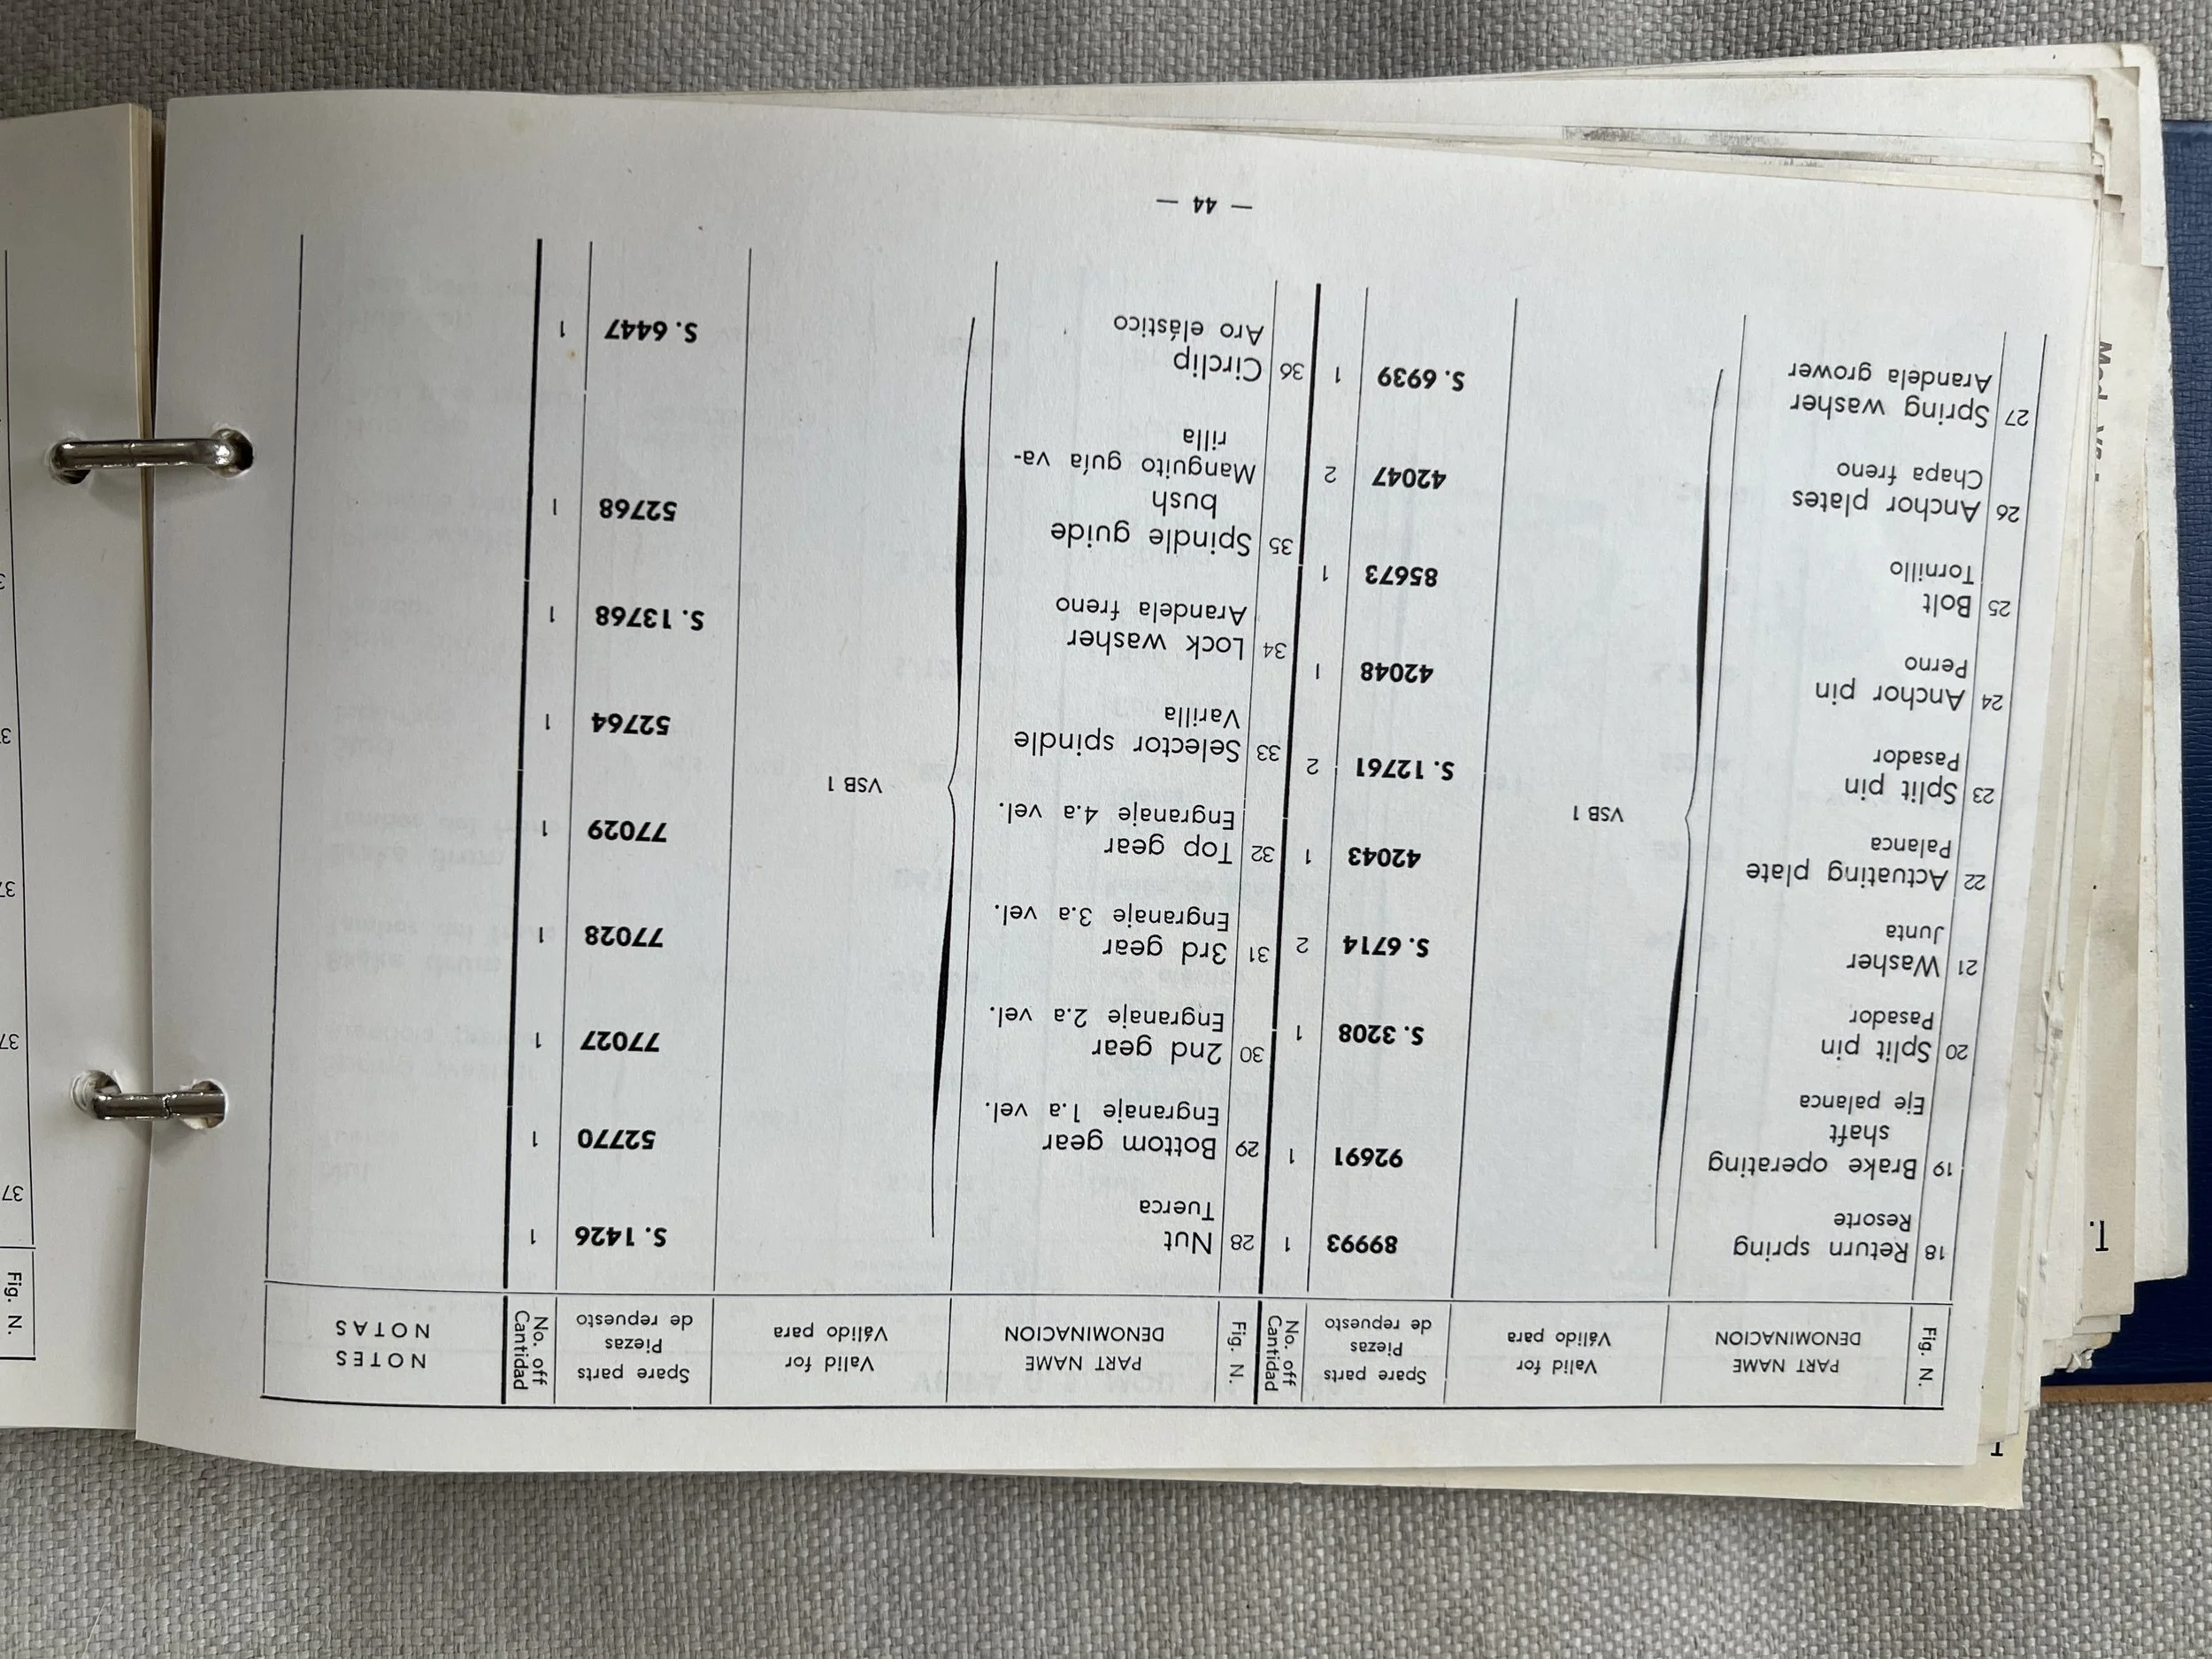 Fig. N.
PART NAME
DENOMINACION
Valid for
Válido para
Spare parts
Piezas
de repuesto
No. off
Cantidad
Fig. N.
PART NAME
DENOMINACION
Valid for
Válido para
Spare parts
Piezas
de repuesto
No. off
Cantidad
NOTES
NOTAS
18 Return spring 89993 1
Resorte
19 Brake operating 92691 1
shaft
Eje palanca
20 Split pin S. 3208 1
Pasador
21 Washer S. 6714 2
Junta
22 Actuating plate 42043 1
Palanca
VSB 1
23 Split pin S. 12761 2
Pasador
24 Anchor pin 42048 1
Perno
25 Bolt 85673 1
Tornillo
26 Anchor plates 42047 2
Chapa freno
27 Spring washer S. 6939 1
Arandela grower
28 Nut S. 1426 1
Tuerca
29 Bottom gear 52770 1
Engranaje 1.a vel.
30 2nd gear 77027 1
Engranaje 2.a vel.
31 3rd gear 77028 1
Engranaje 3.a vel.
32 Top gear 77029 1
Engranaje 4.a vel.
VSB 1
33 Selector spindle 52764 1
Varilla
34 Lock washer S. 13768 1
Arandela freno
35 Spindle guide 52768 1
bush
Manguito guía va-
rilla
36 Circlip S. 6447 1
Aro elástico
— 44 —
Fig. N.
37
37
37